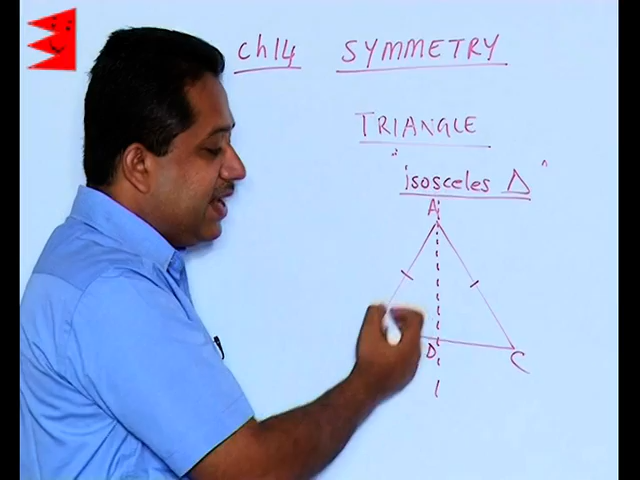 ch14 SYMMETRY
TRIANGLE
"isosceles Δ"
A
D
C